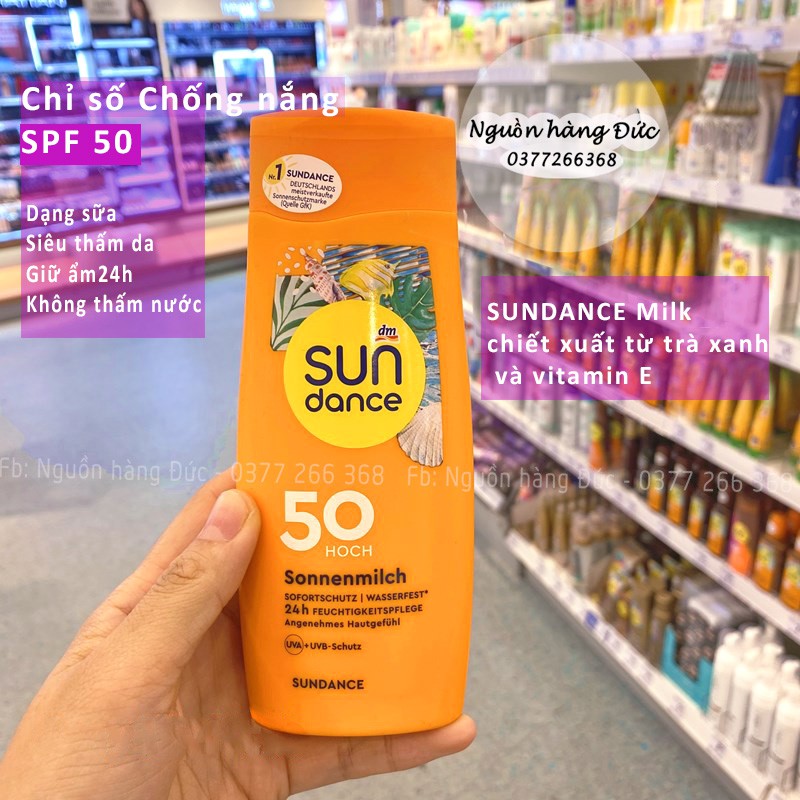 Chỉ số Chống nắng
SPF 50
Dạng sữa
Siêu thấm da
Giữ ẩm24h
Không thấm nước
Nguồn hàng Đức
0377266368
SUNDANCE Milk
chiết xuất từ trà xanh
và vitamin E
Nr. 1 SUNDANCE
DEUTSCHLANDS
meistverkaufte
Sonnenschutzmarke
(Quelle GfK)
dm
SUN
dance
Fb: Nguồn hàng Đức - 0377 266 368
Fb: Nguồn hàng Đức - 0377 266 368
50
HOCH
Sonnenmilch
SOFORTSCHUTZ | WASSERFEST*
24h FEUCHTIGKEITSPFLEGE
Angenehmes Hautgefühl
UVA+UVB-Schutz
SUNDANCE